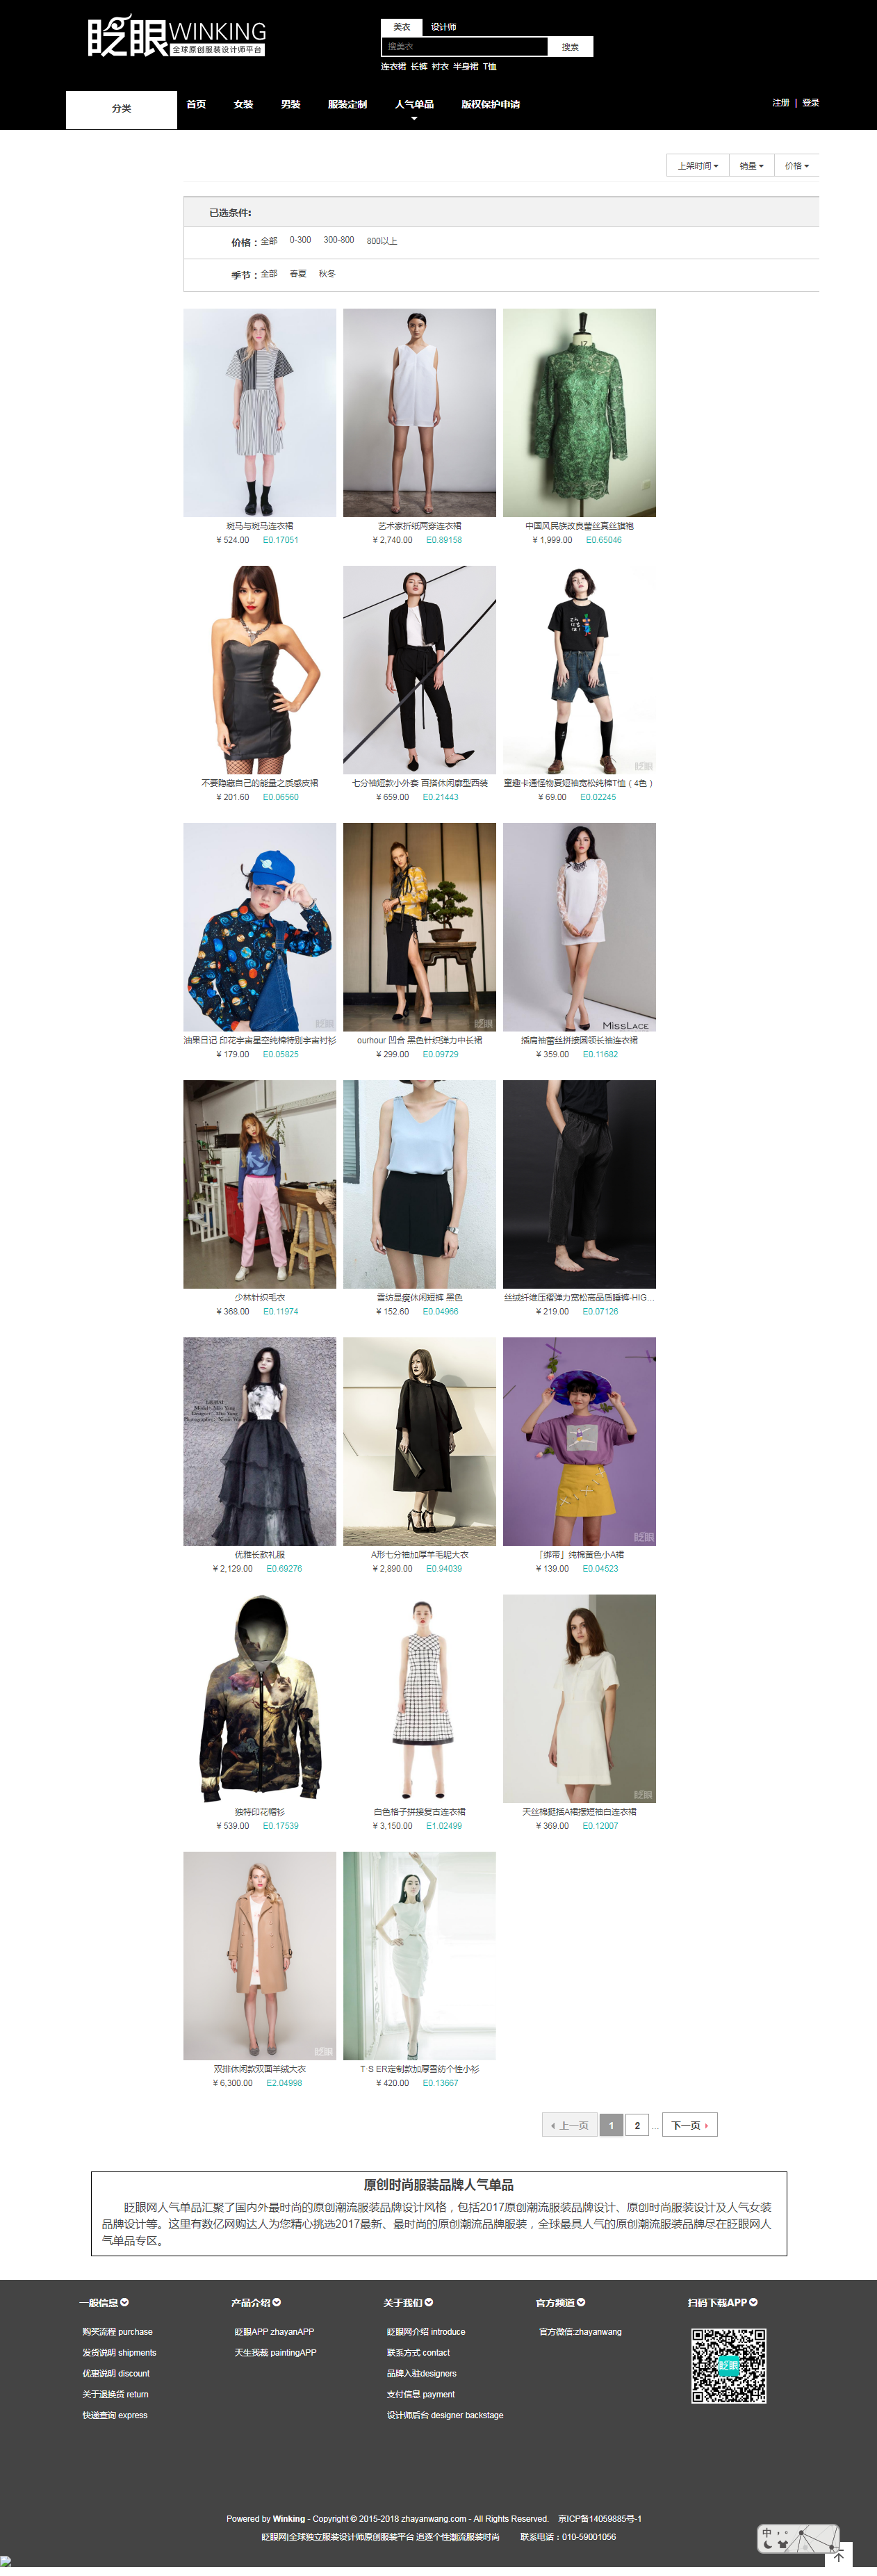 眨眼WINKING
全球原创服装设计师平台
美衣 设计师
搜美衣 搜索
连衣裙 长裤 衬衣 半身裙 T恤
分类 首页 女装 男装 服装定制 人气单品 版权保护申请 注册 | 登录
上架时间 销量 价格
已选条件:
价格：全部 0-300 300-800 800以上
季节：全部 春夏 秋冬
斑马与斑马连衣裙
¥ 524.00 E0.17051
艺术家折纸两穿连衣裙
¥ 2,740.00 E0.89158
中国风民族改良蕾丝真丝旗袍
¥ 1,999.00 E0.65046
不要隐藏自己的能量之质感皮裙
¥ 201.60 E0.06560
七分袖短款小外套 百搭休闲廓型西装
¥ 659.00 E0.21443
眨眼
童趣卡通怪物夏短袖宽松纯棉T恤（4色）
¥ 69.00 E0.02245
眨眼
油果日记 印花宇宙星空纯棉特别宇宙衬衫
¥ 179.00 E0.05825
眨眼
ourhour 凹合 黑色针织弹力中长裙
¥ 299.00 E0.09729
MISSLACE
插肩袖蕾丝拼接圆领长袖连衣裙
¥ 359.00 E0.11682
少林针织毛衣
¥ 368.00 E0.11974
雪纺显瘦休闲短裤 黑色
¥ 152.60 E0.04966
丝绒纤维压褶弹力宽松高品质睡裤-HIG...
¥ 219.00 E0.07126
优雅长款礼服
¥ 2,129.00 E0.69276
A形七分袖加厚羊毛呢大衣
¥ 2,890.00 E0.94039
眨眼
「绑带」纯棉黄色小A裙
¥ 139.00 E0.04523
独特印花帽衫
¥ 539.00 E0.17539
白色格子拼接复古连衣裙
¥ 3,150.00 E1.02499
眨眼
天丝棉挺括A裙摆短袖白连衣裙
¥ 369.00 E0.12007
眨眼
双排休闲款双面羊绒大衣
¥ 6,300.00 E2.04998
T·S ER定制款加厚雪纺个性小衫
¥ 420.00 E0.13667
上一页 1 2 ... 下一页
原创时尚服装品牌人气单品
眨眼网人气单品汇聚了国内外最时尚的原创潮流服装品牌设计风格，包括2017原创潮流服装品牌设计、原创时尚服装设计及人气女装
品牌设计等。这里有数亿网购达人为您精心挑选2017最新、最时尚的原创潮流品牌服装，全球最具人气的原创潮流服装品牌尽在眨眼网人
气单品专区。
一般信息 产品介绍 关于我们 官方频道 扫码下载APP
购买流程 purchase 眨眼APP zhayanAPP 眨眼网介绍 introduce 官方微信:zhayanwang
发货说明 shipments 天生我裁 paintingAPP 联系方式 contact
优惠说明 discount 品牌入驻designers
关于退换货 return 支付信息 payment
快递查询 express 设计师后台 designer backstage
眨眼
Powered by Winking - Copyright © 2015-2018 zhayanwang.com - All Rights Reserved. 京ICP备14059885号-1
眨眼网|全球独立服装设计师原创服装平台 追逐个性潮流服装时尚 联系电话：010-59001056
中